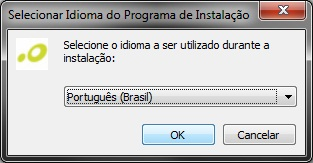 Selecionar Idioma do Programa de Instalação
Selecione o idioma a ser utilizado durante a
instalação:
Português (Brasil)
OK
Cancelar